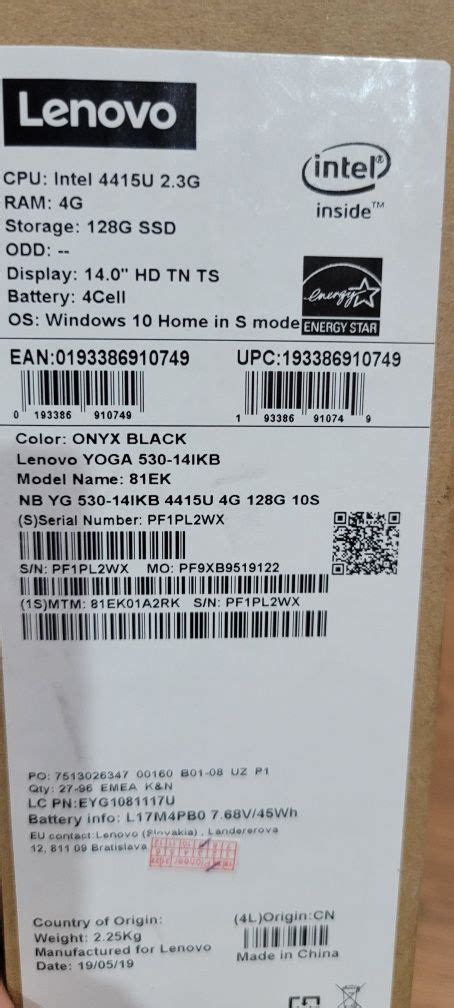 Lenovo
CPU: Intel 4415U 2.3G
RAM: 4G
Storage: 128G SSD
ODD: --
Display: 14.0" HD TN TS
Battery: 4Cell
OS: Windows 10 Home in S mode
intel®
inside™
energy
ENERGY STAR
EAN:0193386910749 UPC:193386910749
0 193386 910749 1 93386 91074 9
Color: ONYX BLACK
Lenovo YOGA 530-14IKB
Model Name: 81EK
NB YG 530-14IKB 4415U 4G 128G 10S
(S)Serial Number: PF1PL2WX
S/N: PF1PL2WX MO: PF9XB9519122
(1S)MTM: 81EK01A2RK S/N: PF1PL2WX
PO: 7513026347 00160 B01-08 UZ P1
Qty: 27-96 EMEA K&N
LC PN:EYG1081117U
Battery info: L17M4PB0 7.68V/45Wh
EU contact:Lenovo (Slovakia), Landererova
12, 811 09 Bratislava
Country of Origin: (4L)Origin:CN
Weight: 2.25Kg
Manufactured for Lenovo Made in China
Date: 19/05/19